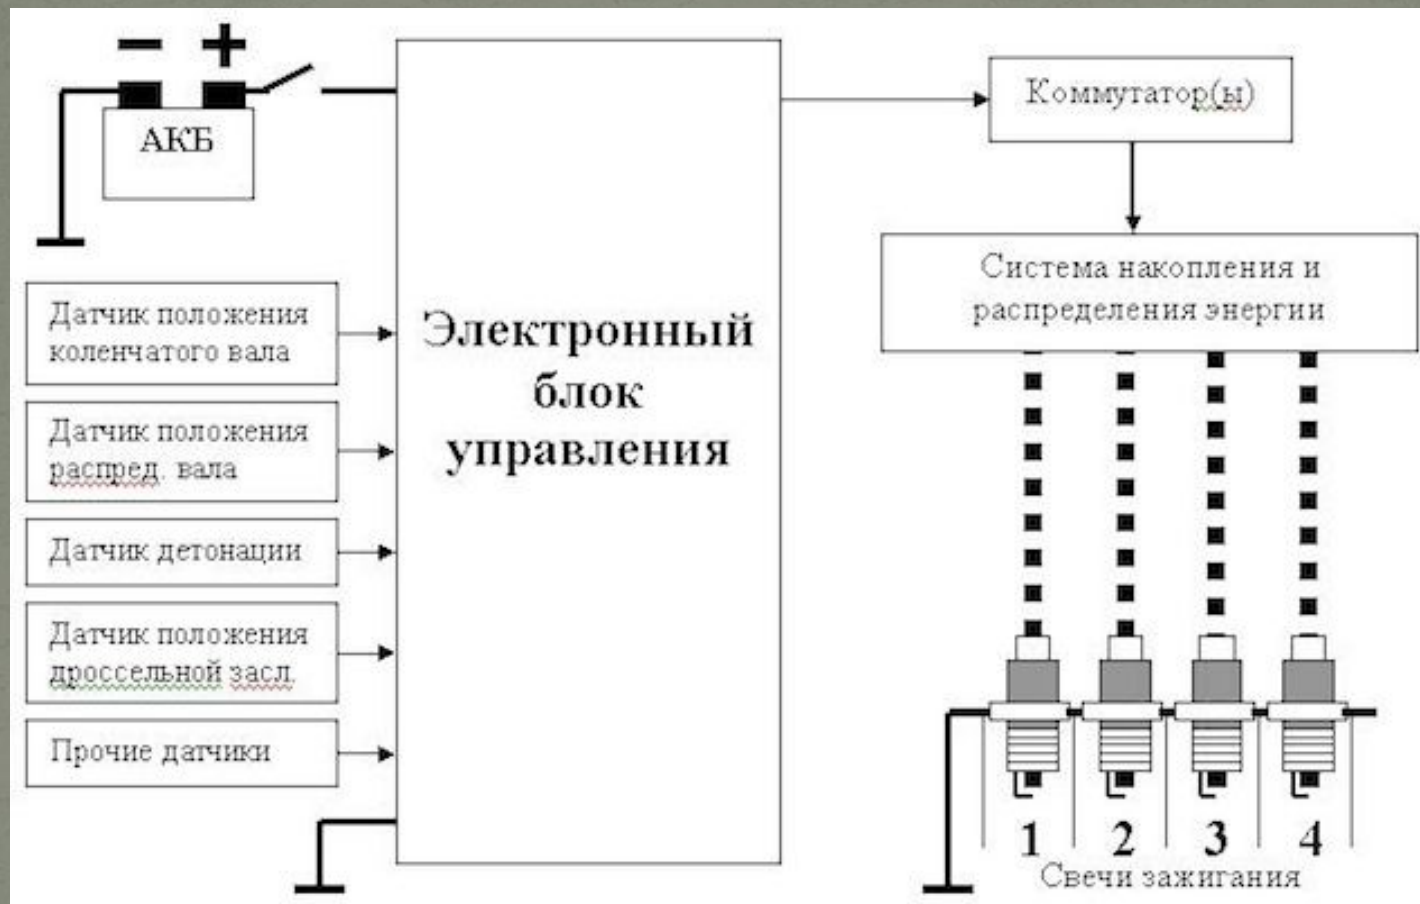 − +
АКБ
Датчик положения
коленчатого вала
Датчик положения
распред. вала
Датчик детонации
Датчик положения
дроссельной засл.
Прочие датчики
Электронный
блок
управления
Коммутатор(ы)
Система накопления и
распределения энергии
1 2 3 4
Свечи зажигания